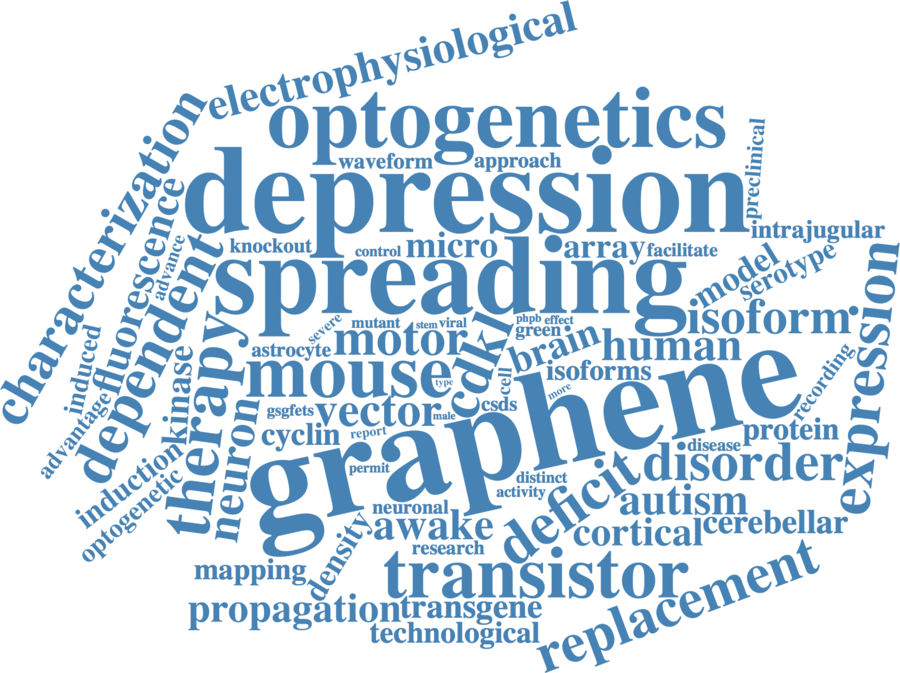 electrophysiological
optogenetics
characterization
waveform
approach
depression
preclinical
fluorescence
advance
dependent
knockout
control
micro
array
facilitate
intrajugular
spreading
model
serotype
isoform
expression
induced
advantage
kinase
therapy
severe
mutant
stem
viral
phpb
effect
green
astrocyte
motor
cdkl
brain
human
mouse
type
cell
isoforms
more
recording
neuron
gsgfets
vector
male
csds
graphene
cyclin
report
protein
induction
optogenetic
permit
disease
disorder
distinct
activity
deficit
autism
neuronal
awake
research
density
cortical
cerebellar
mapping
transistor
propagation
transgene
technological
replacement